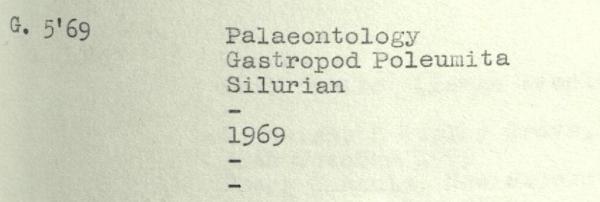 G. 5'69
Palaeontology
Gastropod Poleumita
Silurian
-
1969
-
-